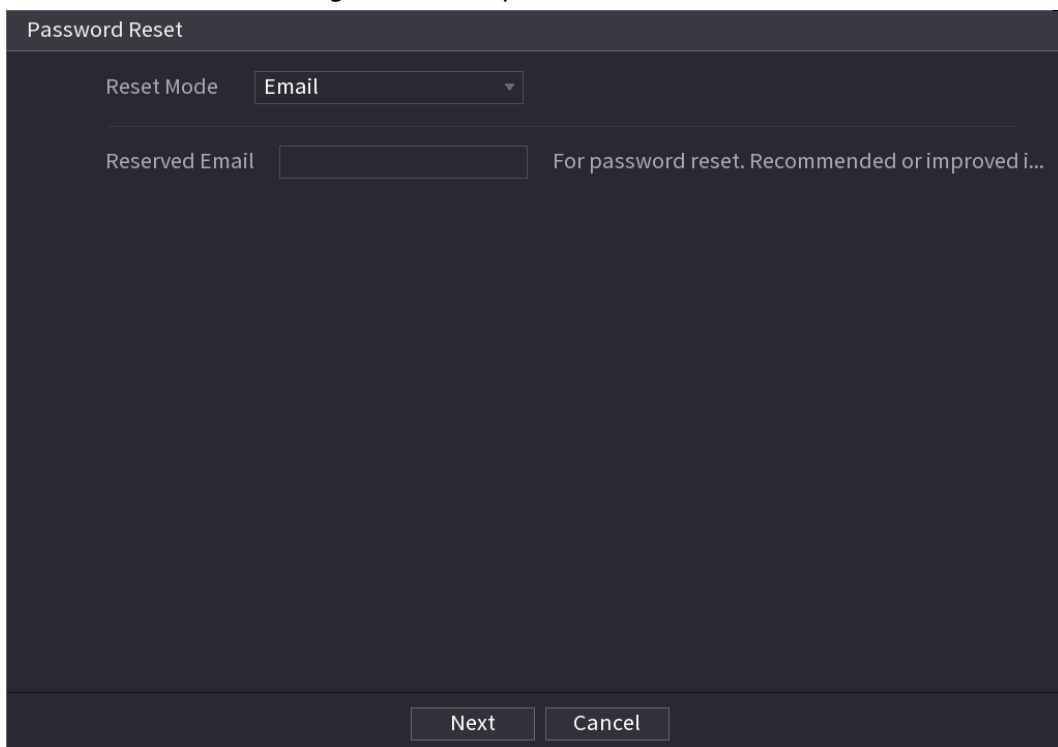 Password Reset
Reset Mode Email
Reserved Email For password reset. Recommended or improved i...
Next Cancel